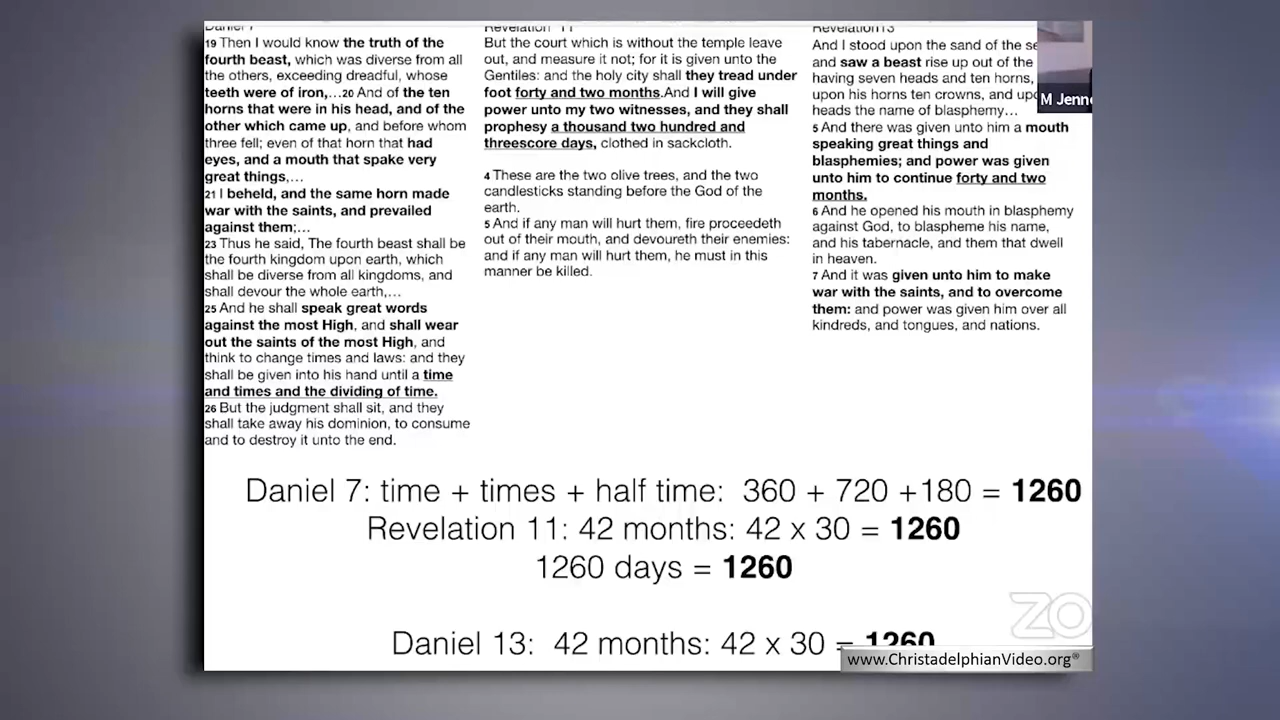 Daniel 7
19 Then I would know the truth of the
fourth beast, which was diverse from all
the others, exceeding dreadful, whose
teeth were of iron,…20 And of the ten
horns that were in his head, and of the
other which came up, and before whom
three fell; even of that horn that had
eyes, and a mouth that spake very
great things,…
21 I beheld, and the same horn made
war with the saints, and prevailed
against them;…
23 Thus he said, The fourth beast shall be
the fourth kingdom upon earth, which
shall be diverse from all kingdoms, and
shall devour the whole earth,…
25 And he shall speak great words
against the most High, and shall wear
out the saints of the most High, and
think to change times and laws: and they
shall be given into his hand until a time
and times and the dividing of time.
26 But the judgment shall sit, and they
shall take away his dominion, to consume
and to destroy it unto the end.
Revelation 11
But the court which is without the temple leave
out, and measure it not; for it is given unto the
Gentiles: and the holy city shall they tread under
foot forty and two months.And I will give
power unto my two witnesses, and they shall
prophesy a thousand two hundred and
threescore days, clothed in sackcloth.
4 These are the two olive trees, and the two
candlesticks standing before the God of the
earth.
5 And if any man will hurt them, fire proceedeth
out of their mouth, and devoureth their enemies:
and if any man will hurt them, he must in this
manner be killed.
Revelation13
And I stood upon the sand of the se
and saw a beast rise up out of the
having seven heads and ten horns,
upon his horns ten crowns, and upo
heads the name of blasphemy…
5 And there was given unto him a mouth
speaking great things and
blasphemies; and power was given
unto him to continue forty and two
months.
6 And he opened his mouth in blasphemy
against God, to blaspheme his name,
and his tabernacle, and them that dwell
in heaven.
7 And it was given unto him to make
war with the saints, and to overcome
them: and power was given him over all
kindreds, and tongues, and nations.
M Jenne
Daniel 7: time + times + half time: 360 + 720 +180 = 1260
Revelation 11: 42 months: 42 x 30 = 1260
1260 days = 1260
Daniel 13: 42 months: 42 x 30 = 1260
ZO
www.ChristadelphianVideo.org®